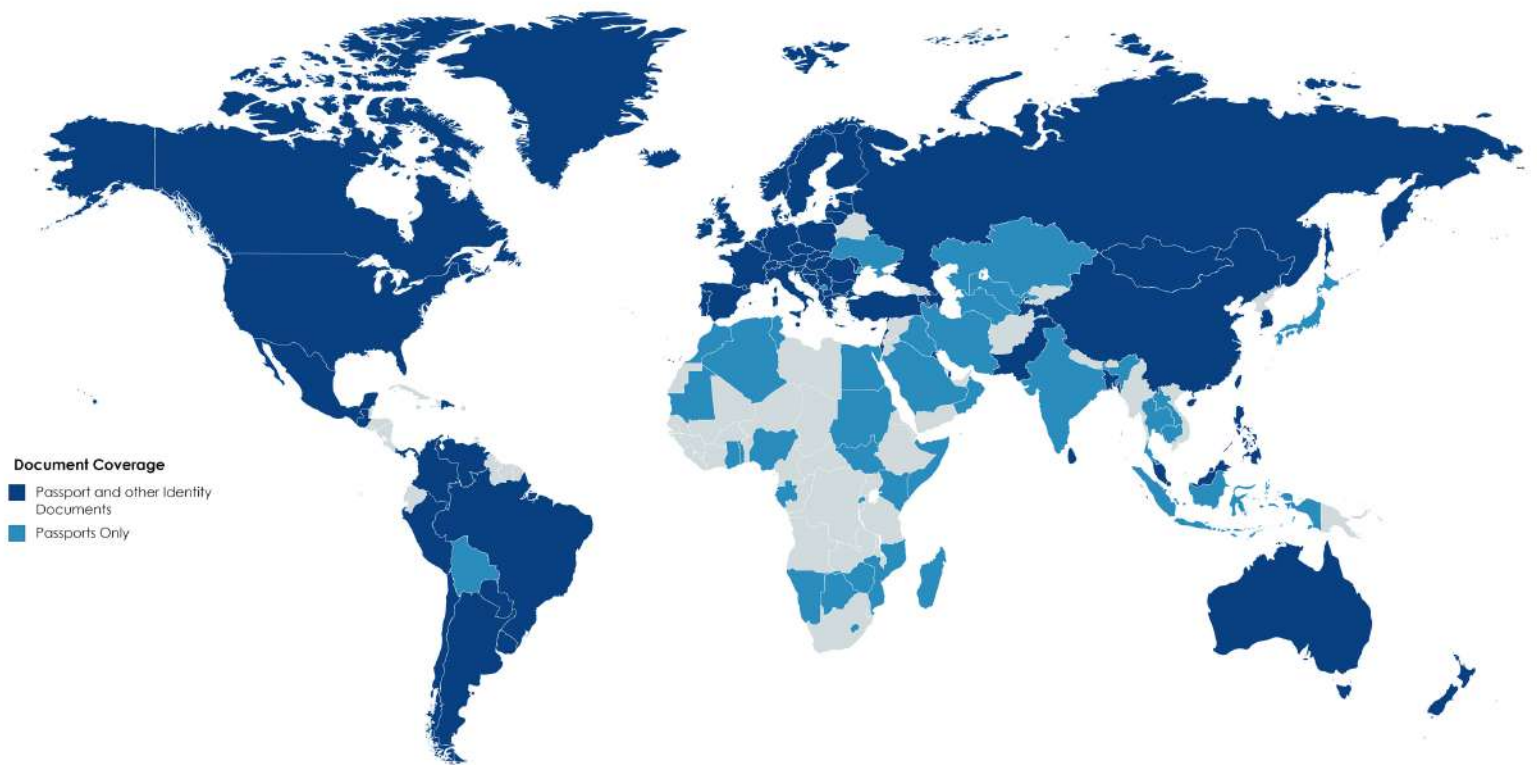 Document Coverage
Passport and other Identity
Documents
Passports Only